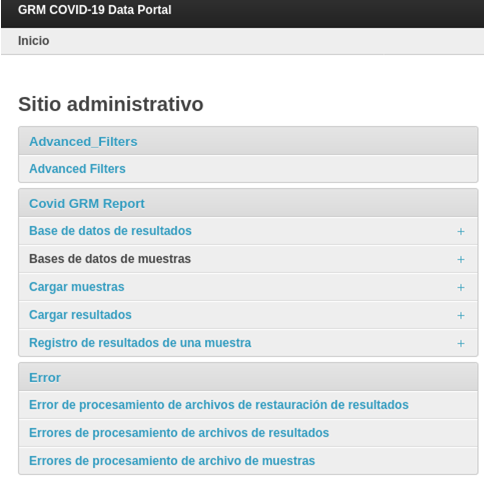 GRM COVID-19 Data Portal
Inicio
Sitio administrativo
Advanced_Filters
Advanced Filters
Covid GRM Report
Base de datos de resultados +
Bases de datos de muestras +
Cargar muestras +
Cargar resultados +
Registro de resultados de una muestra +
Error
Error de procesamiento de archivos de restauración de resultados
Errores de procesamiento de archivos de resultados
Errores de procesamiento de archivo de muestras